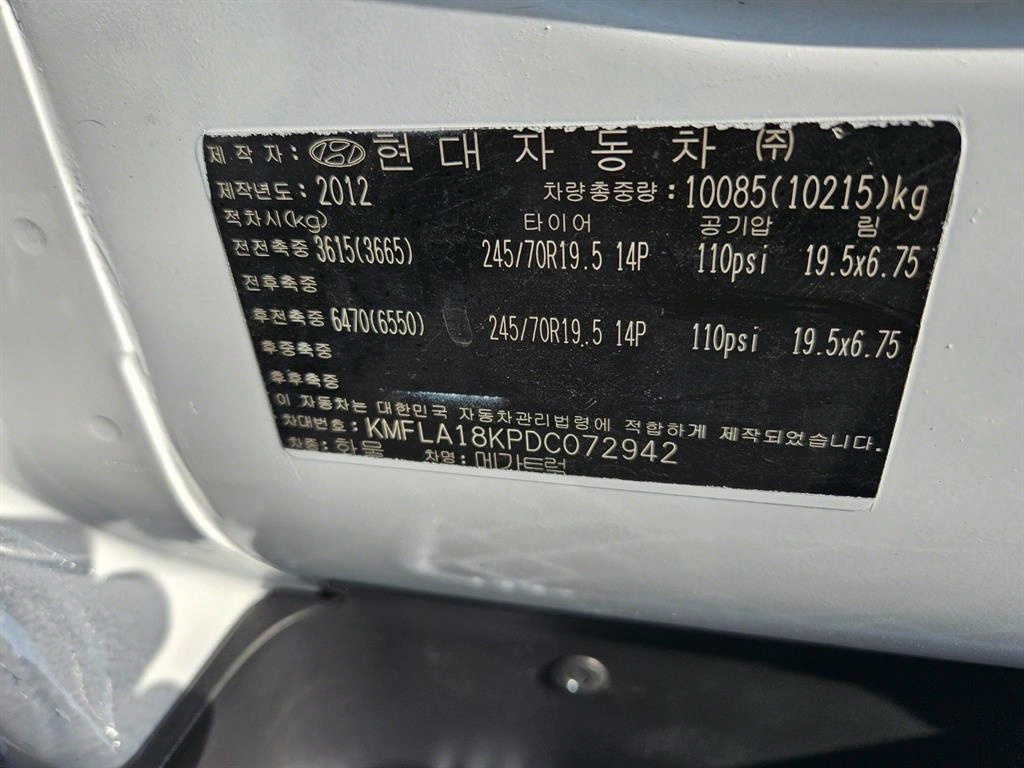 제작자: 현대자동차 ㈜
제작년도: 2012 차량총중량: 10085(10215)kg
적차시(kg) 타이어 공기압 림
전전축중 3615(3665) 245/70R19.5 14P 110psi 19.5x6.75
전후축중
후전축중 6470(6550) 245/70R19.5 14P 110psi 19.5x6.75
후중축중
후후축중
이 자동차는 대한민국 자동차관리법령에 적합하게 제작되었습니다.
차대번호: KMFLA18KPDC072942
차종: 화물 차명: 메가트럭